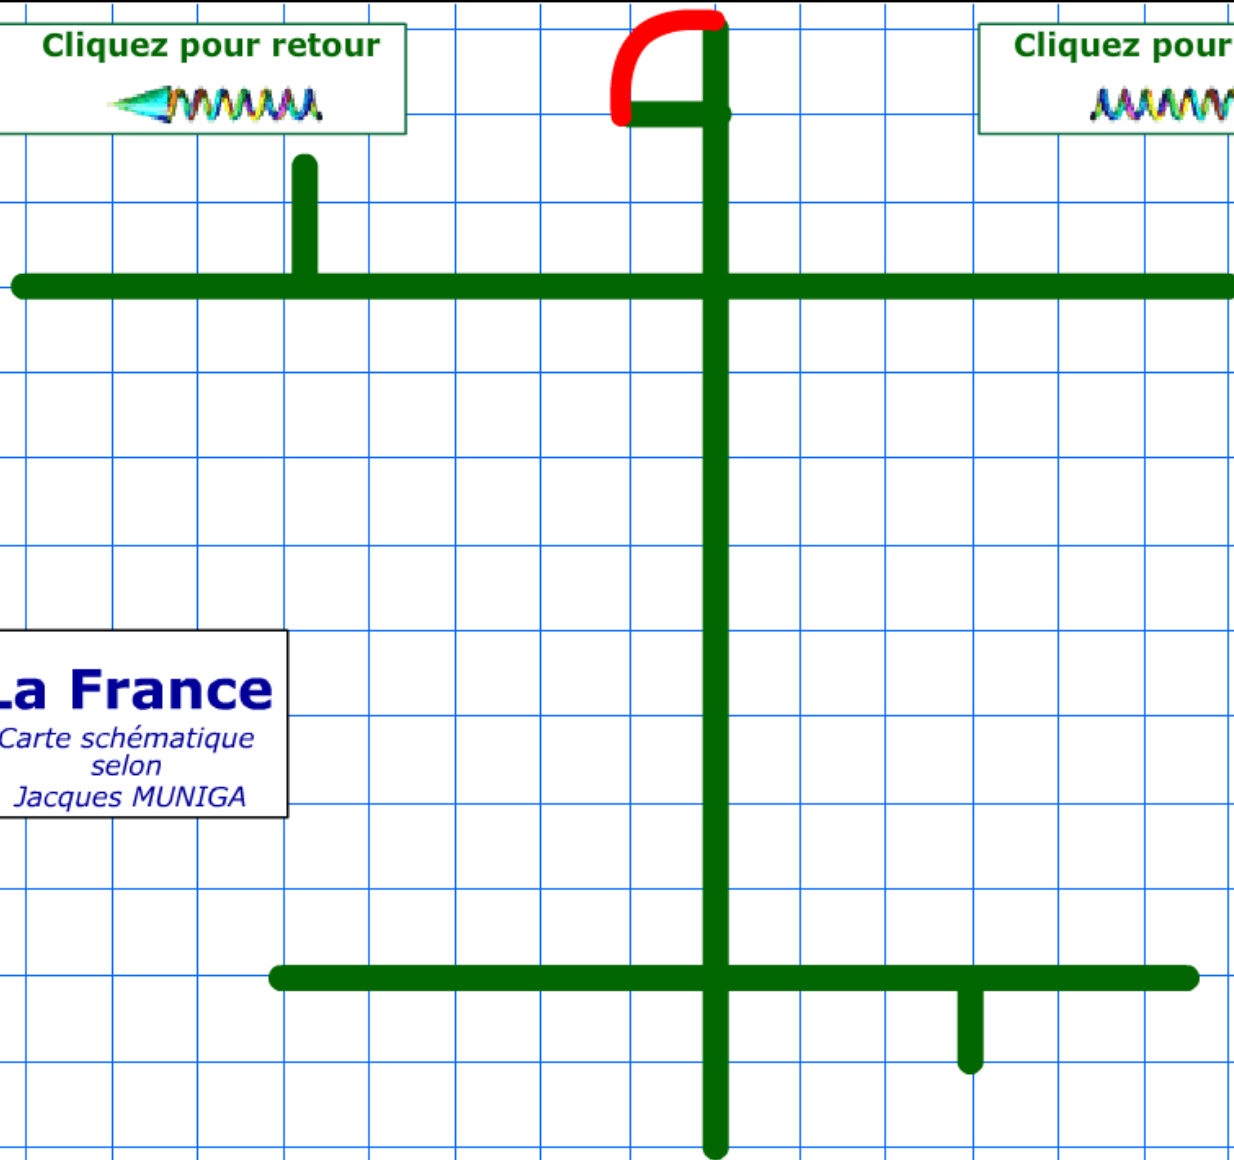 Cliquez pour retour
Cliquez pour
La France
Carte schématique
selon
Jacques MUNIGA